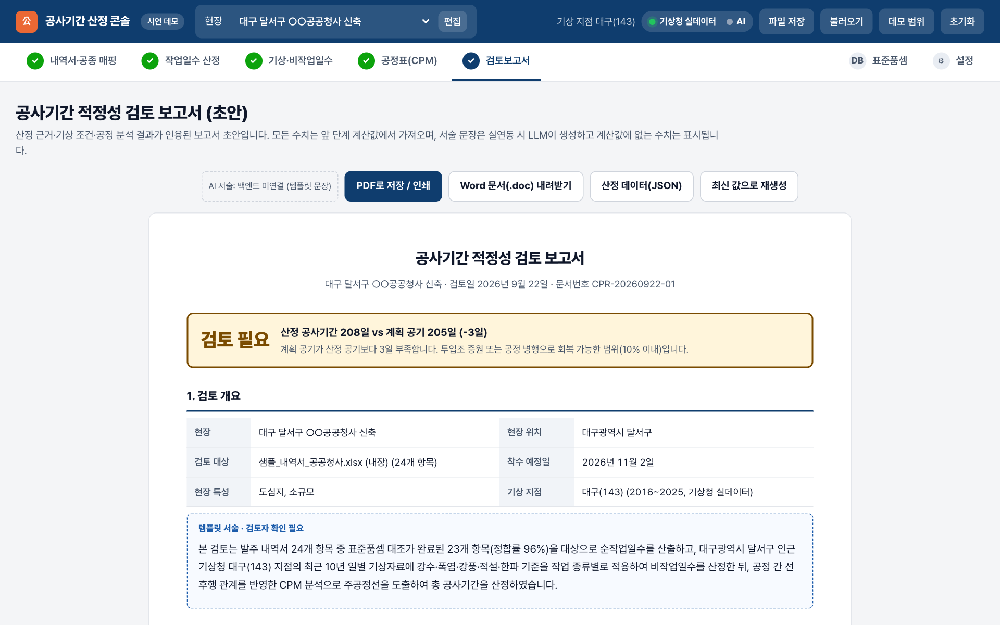 公 공사기간 산정 콘솔 시연 데모 현장 대구 달서구 ○○공공청사 신축 편집 기상 지점 대구(143) 기상청 실데이터 AI 파일 저장 불러오기 데모 범위 초기화
내역서·공종 매핑 작업일수 산정 기상·비작업일수 공정표(CPM) 검토보고서 DB 표준품셈 설정
공사기간 적정성 검토 보고서 (초안)
산정 근거·기상 조건·공정 분석 결과가 인용된 보고서 초안입니다. 모든 수치는 앞 단계 계산값에서 가져오며, 서술 문장은 실연동 시 LLM이 생성하고 계산값에 없는 수치는 표시됩니
다.
AI 서술: 백엔드 미연결 (템플릿 문장) PDF로 저장 / 인쇄 Word 문서(.doc) 내려받기 산정 데이터(JSON) 최신 값으로 재생성
공사기간 적정성 검토 보고서
대구 달서구 ○○공공청사 신축 · 검토일 2026년 9월 22일 · 문서번호 CPR-20260922-01
검토 필요
산정 공사기간 208일 vs 계획 공기 205일 (-3일)
계획 공기가 산정 공기보다 3일 부족합니다. 투입조 증원 또는 공정 병행으로 회복 가능한 범위(10% 이내)입니다.
1. 검토 개요
현장 대구 달서구 ○○공공청사 신축 현장 위치 대구광역시 달서구
검토 대상 샘플_내역서_공공청사.xlsx (내장) (24개 항목) 착수 예정일 2026년 11월 2일
현장 특성 도심지, 소규모 기상 지점 대구(143) (2016~2025, 기상청 실데이터)
템플릿 서술 · 검토자 확인 필요
본 검토는 발주 내역서 24개 항목 중 표준품셈 대조가 완료된 23개 항목(정합률 96%)을 대상으로 순작업일수를 산출하고, 대구광역시 달서구 인근
기상청 대구(143) 지점의 최근 10년 일별 기상자료에 강수·폭염·강풍·적설·한파 기준을 작업 종류별로 적용하여 비작업일수를 산정한 뒤, 공정 간 선
후행 관계를 반영한 CPM 분석으로 주공정선을 도출하여 총 공사기간을 산정하였습니다.